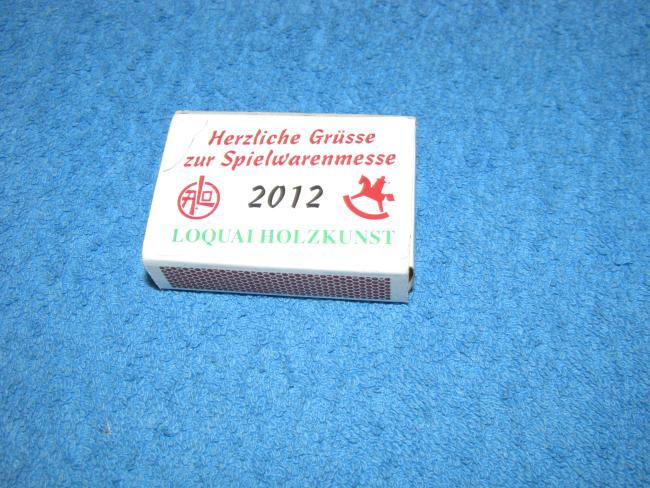 Herzliche Grüsse
zur Spielwarenmesse
2012
LOQUAI HOLZKUNST